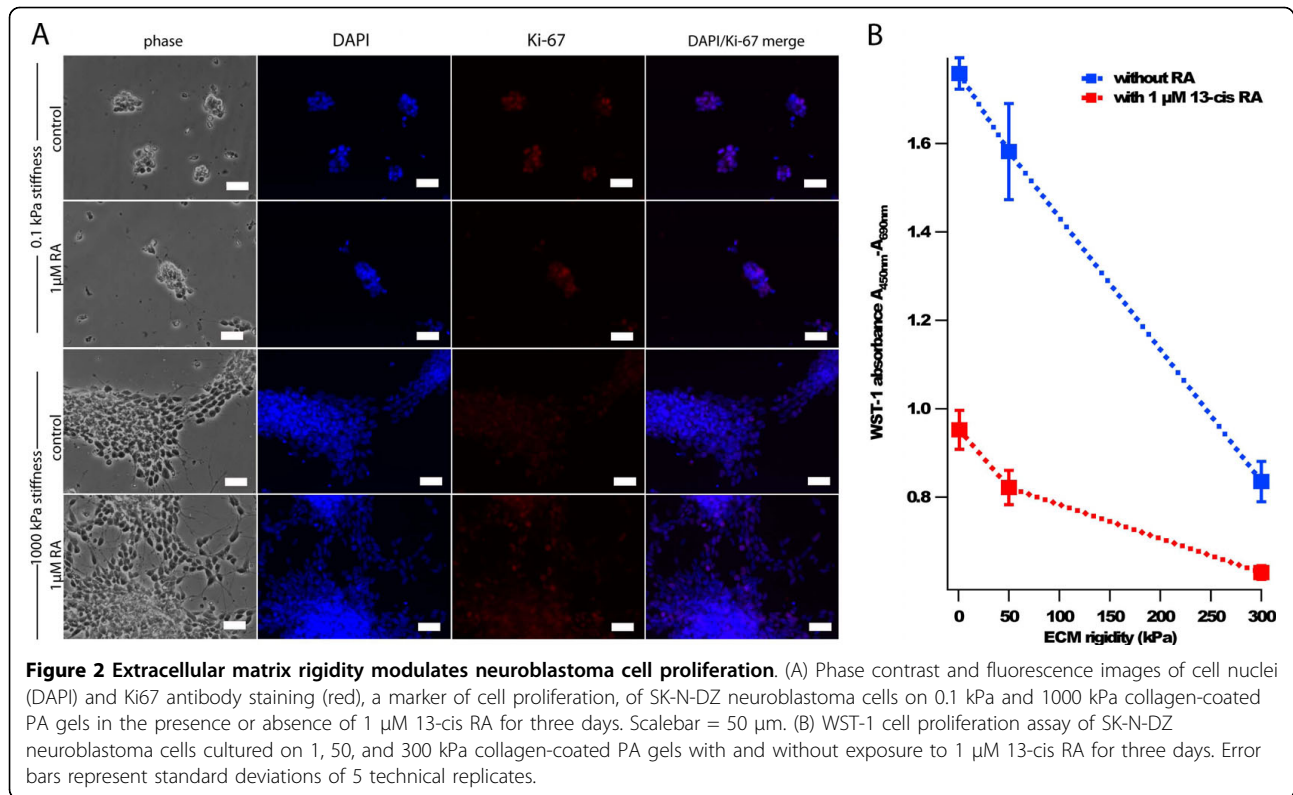 A
phase
DAPI
Ki-67
DAPI/Ki-67 merge
0.1 kPa stiffness
control
1µM RA
1000 kPa stiffness
control
1µM RA
B
without RA
with 1 µM 13-cis RA
WST-1 absorbance A450nm-A690nm
1.6
1.4
1.2
1.0
0.8
0
50
100
150
200
250
300
ECM rigidity (kPa)
Figure 2 Extracellular matrix rigidity modulates neuroblastoma cell proliferation. (A) Phase contrast and fluorescence images of cell nuclei
(DAPI) and Ki67 antibody staining (red), a marker of cell proliferation, of SK-N-DZ neuroblastoma cells on 0.1 kPa and 1000 kPa collagen-coated
PA gels in the presence or absence of 1 µM 13-cis RA for three days. Scalebar = 50 µm. (B) WST-1 cell proliferation assay of SK-N-DZ
neuroblastoma cells cultured on 1, 50, and 300 kPa collagen-coated PA gels with and without exposure to 1 µM 13-cis RA for three days. Error
bars represent standard deviations of 5 technical replicates.